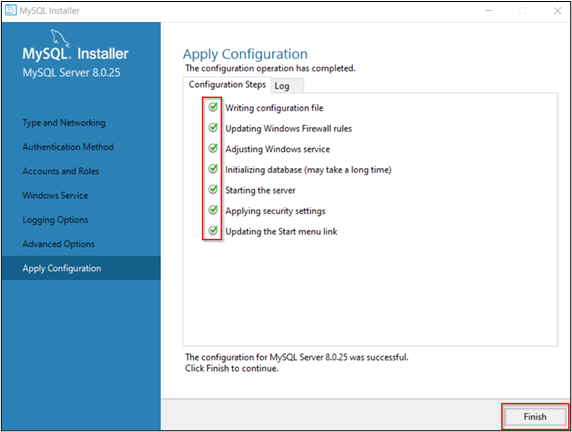 MySQL Installer
MySQL. Installer
MySQL Server 8.0.25
Type and Networking
Authentication Method
Accounts and Roles
Windows Service
Logging Options
Advanced Options
Apply Configuration
Apply Configuration
The configuration operation has completed.
Configuration Steps Log
Writing configuration file
Updating Windows Firewall rules
Adjusting Windows service
Initializing database (may take a long time)
Starting the server
Applying security settings
Updating the Start menu link
The configuration for MySQL Server 8.0.25 was successful.
Click Finish to continue.
Finish